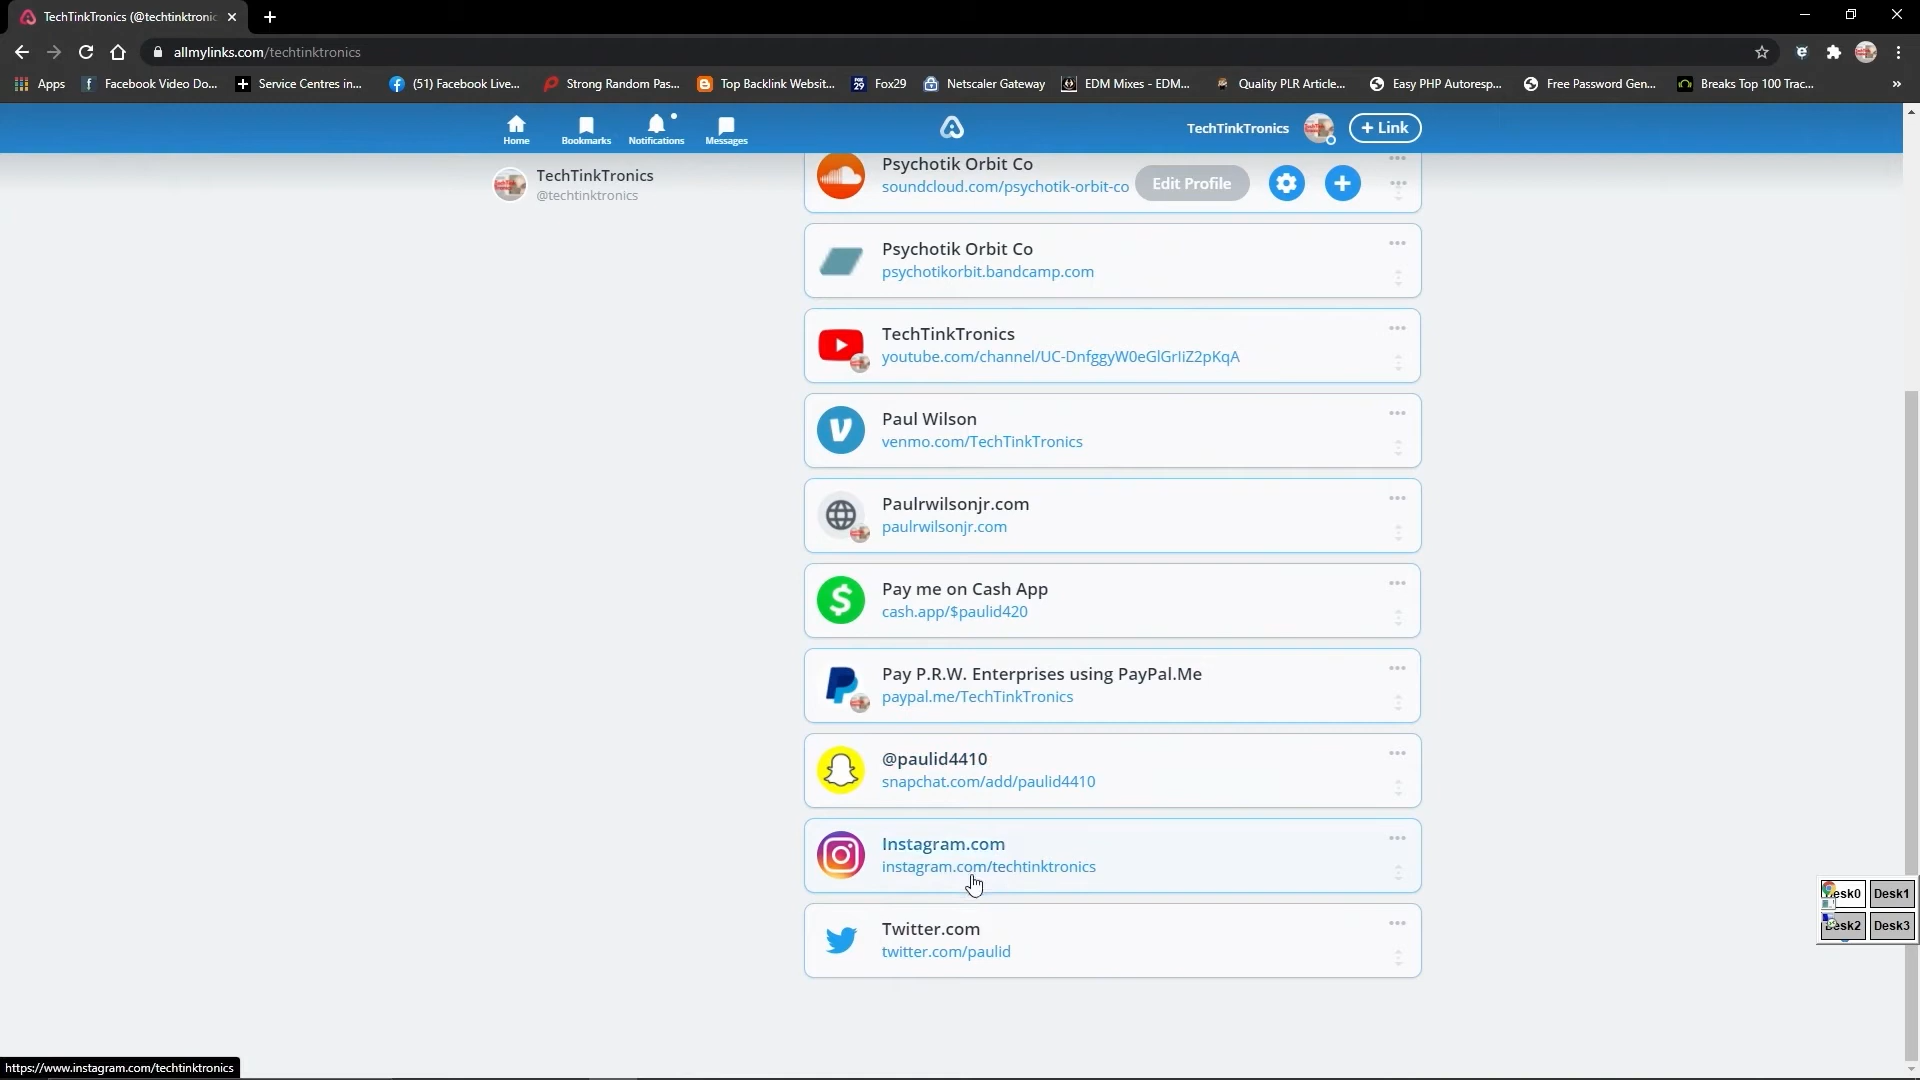 TechTinkTronics (@techtinktronic
allmylinks.com/techtinktronics
Apps
Facebook Video Do...
Service Centres in...
(51) Facebook Live...
Strong Random Pas...
Top Backlink Websit...
Fox29
Netscaler Gateway
EDM Mixes - EDM...
Quality PLR Article...
Easy PHP Autoresp...
Free Password Gen...
Breaks Top 100 Trac...
Home
Bookmarks
Notifications
Messages
TechTinkTronics
+ Link
TechTinkTronics
@techtinktronics
Psychotik Orbit Co
soundcloud.com/psychotik-orbit-co
Edit Profile
Psychotik Orbit Co
psychotikorbit.bandcamp.com
TechTinkTronics
youtube.com/channel/UC-DnfggyW0eGlGrIiZ2pKqA
Paul Wilson
venmo.com/TechTinkTronics
Paulrwilsonjr.com
paulrwilsonjr.com
Pay me on Cash App
cash.app/$paulid420
Pay P.R.W. Enterprises using PayPal.Me
paypal.me/TechTinkTronics
@paulid4410
snapchat.com/add/paulid4410
Instagram.com
instagram.com/techtinktronics
Twitter.com
twitter.com/paulid
Desk0
Desk1
Desk2
Desk3
https://www.instagram.com/techtinktronics